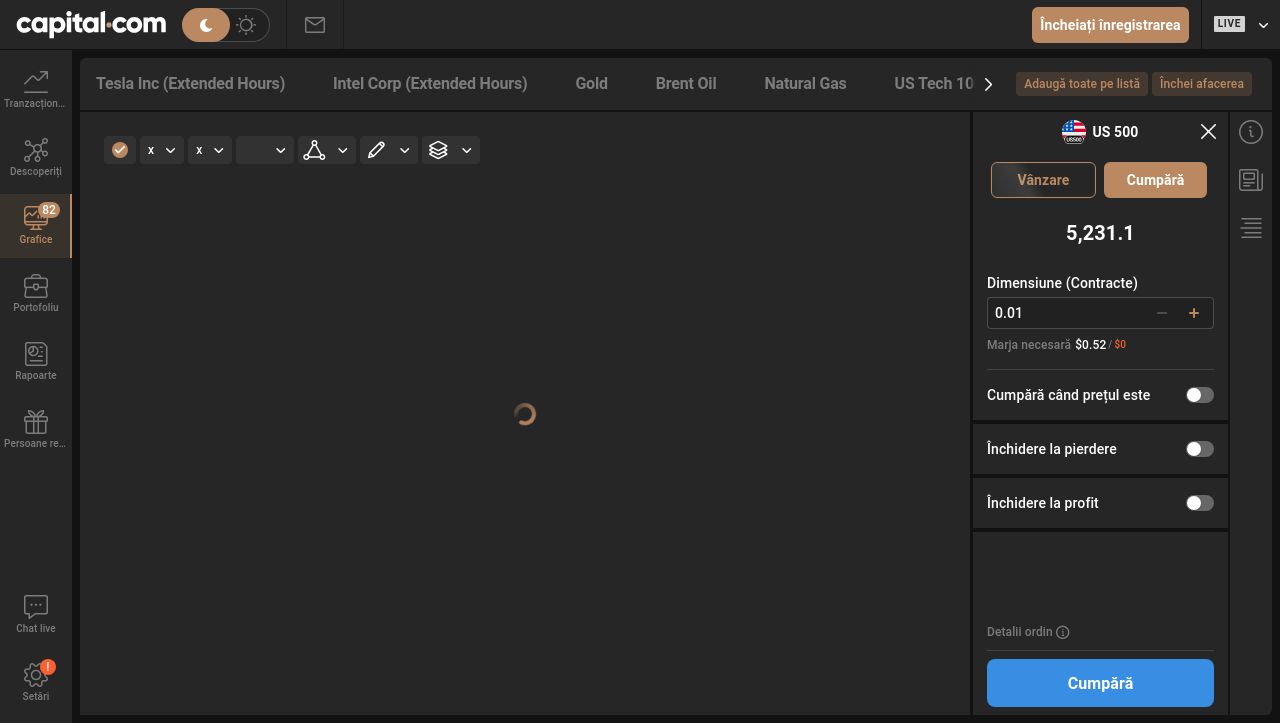 capital.com
Încheiați înregistrarea
LIVE
Tranzacțion...
Descoperiți
82
Grafice
Portofoliu
Rapoarte
Persoane re...
Chat live
!
Setări
Tesla Inc (Extended Hours)
Intel Corp (Extended Hours)
Gold
Brent Oil
Natural Gas
US Tech 10
Adaugă toate pe listă
Închei afacerea
x
x
US500
US 500
Vânzare
Cumpără
5,231.1
Dimensiune (Contracte)
0.01
Marja necesară $0.52 / $0
Cumpără când prețul este
Închidere la pierdere
Închidere la profit
Detalii ordin
Cumpără